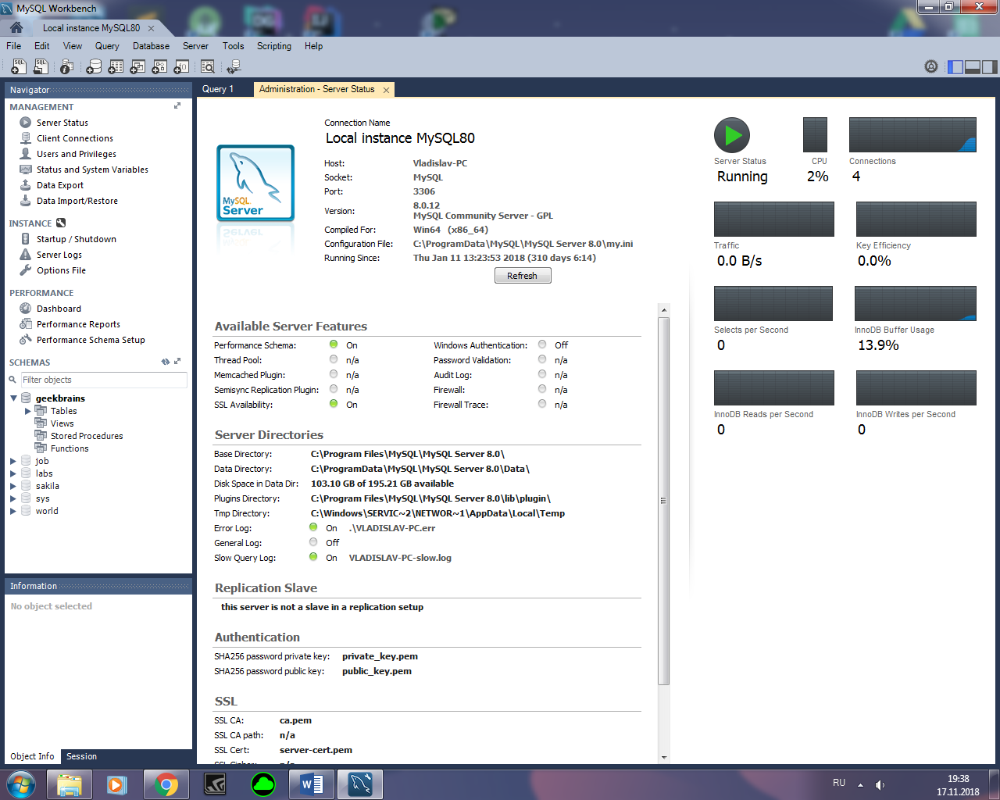 MySQL Workbench
Local instance MySQL80
File Edit View Query Database Server Tools Scripting Help
Navigator
MANAGEMENT
Server Status
Client Connections
Users and Privileges
Status and System Variables
Data Export
Data Import/Restore
INSTANCE
Startup / Shutdown
Server Logs
Options File
PERFORMANCE
Dashboard
Performance Reports
Performance Schema Setup
SCHEMAS
Filter objects
geekbrains
Tables
Views
Stored Procedures
Functions
job
labs
sakila
sys
world
Information
No object selected
Object Info Session
Query 1 Administration - Server Status
Connection Name
Local instance MySQL80
MySQL Server
Host: Vladislav-PC
Socket: MySQL
Port: 3306
Version: 8.0.12
MySQL Community Server - GPL
Compiled For: Win64 (x86_64)
Configuration File: C:\ProgramData\MySQL\MySQL Server 8.0\my.ini
Running Since: Thu Jan 11 13:23:53 2018 (310 days 6:14)
Refresh
Available Server Features
Performance Schema: On Windows Authentication: Off
Thread Pool: n/a Password Validation: n/a
Memcached Plugin: n/a Audit Log: n/a
Semisync Replication Plugin: n/a Firewall: n/a
SSL Availability: On Firewall Trace: n/a
Server Directories
Base Directory: C:\Program Files\MySQL\MySQL Server 8.0\
Data Directory: C:\ProgramData\MySQL\MySQL Server 8.0\Data\
Disk Space in Data Dir: 103.10 GB of 195.21 GB available
Plugins Directory: C:\Program Files\MySQL\MySQL Server 8.0\lib\plugin\
Tmp Directory: C:\Windows\SERVIC~2\NETWOR~1\AppData\Local\Temp
Error Log: On .\VLADISLAV-PC.err
General Log: Off
Slow Query Log: On VLADISLAV-PC-slow.log
Replication Slave
this server is not a slave in a replication setup
Authentication
SHA256 password private key: private_key.pem
SHA256 password public key: public_key.pem
SSL
SSL CA: ca.pem
SSL CA path: n/a
SSL Cert: server-cert.pem
SSL Cipher: n/a
Server Status CPU Connections
Running 2% 4
Traffic Key Efficiency
0.0 B/s 0.0%
Selects per Second InnoDB Buffer Usage
0 13.9%
InnoDB Reads per Second InnoDB Writes per Second
0 0
RU
19:38
17.11.2018